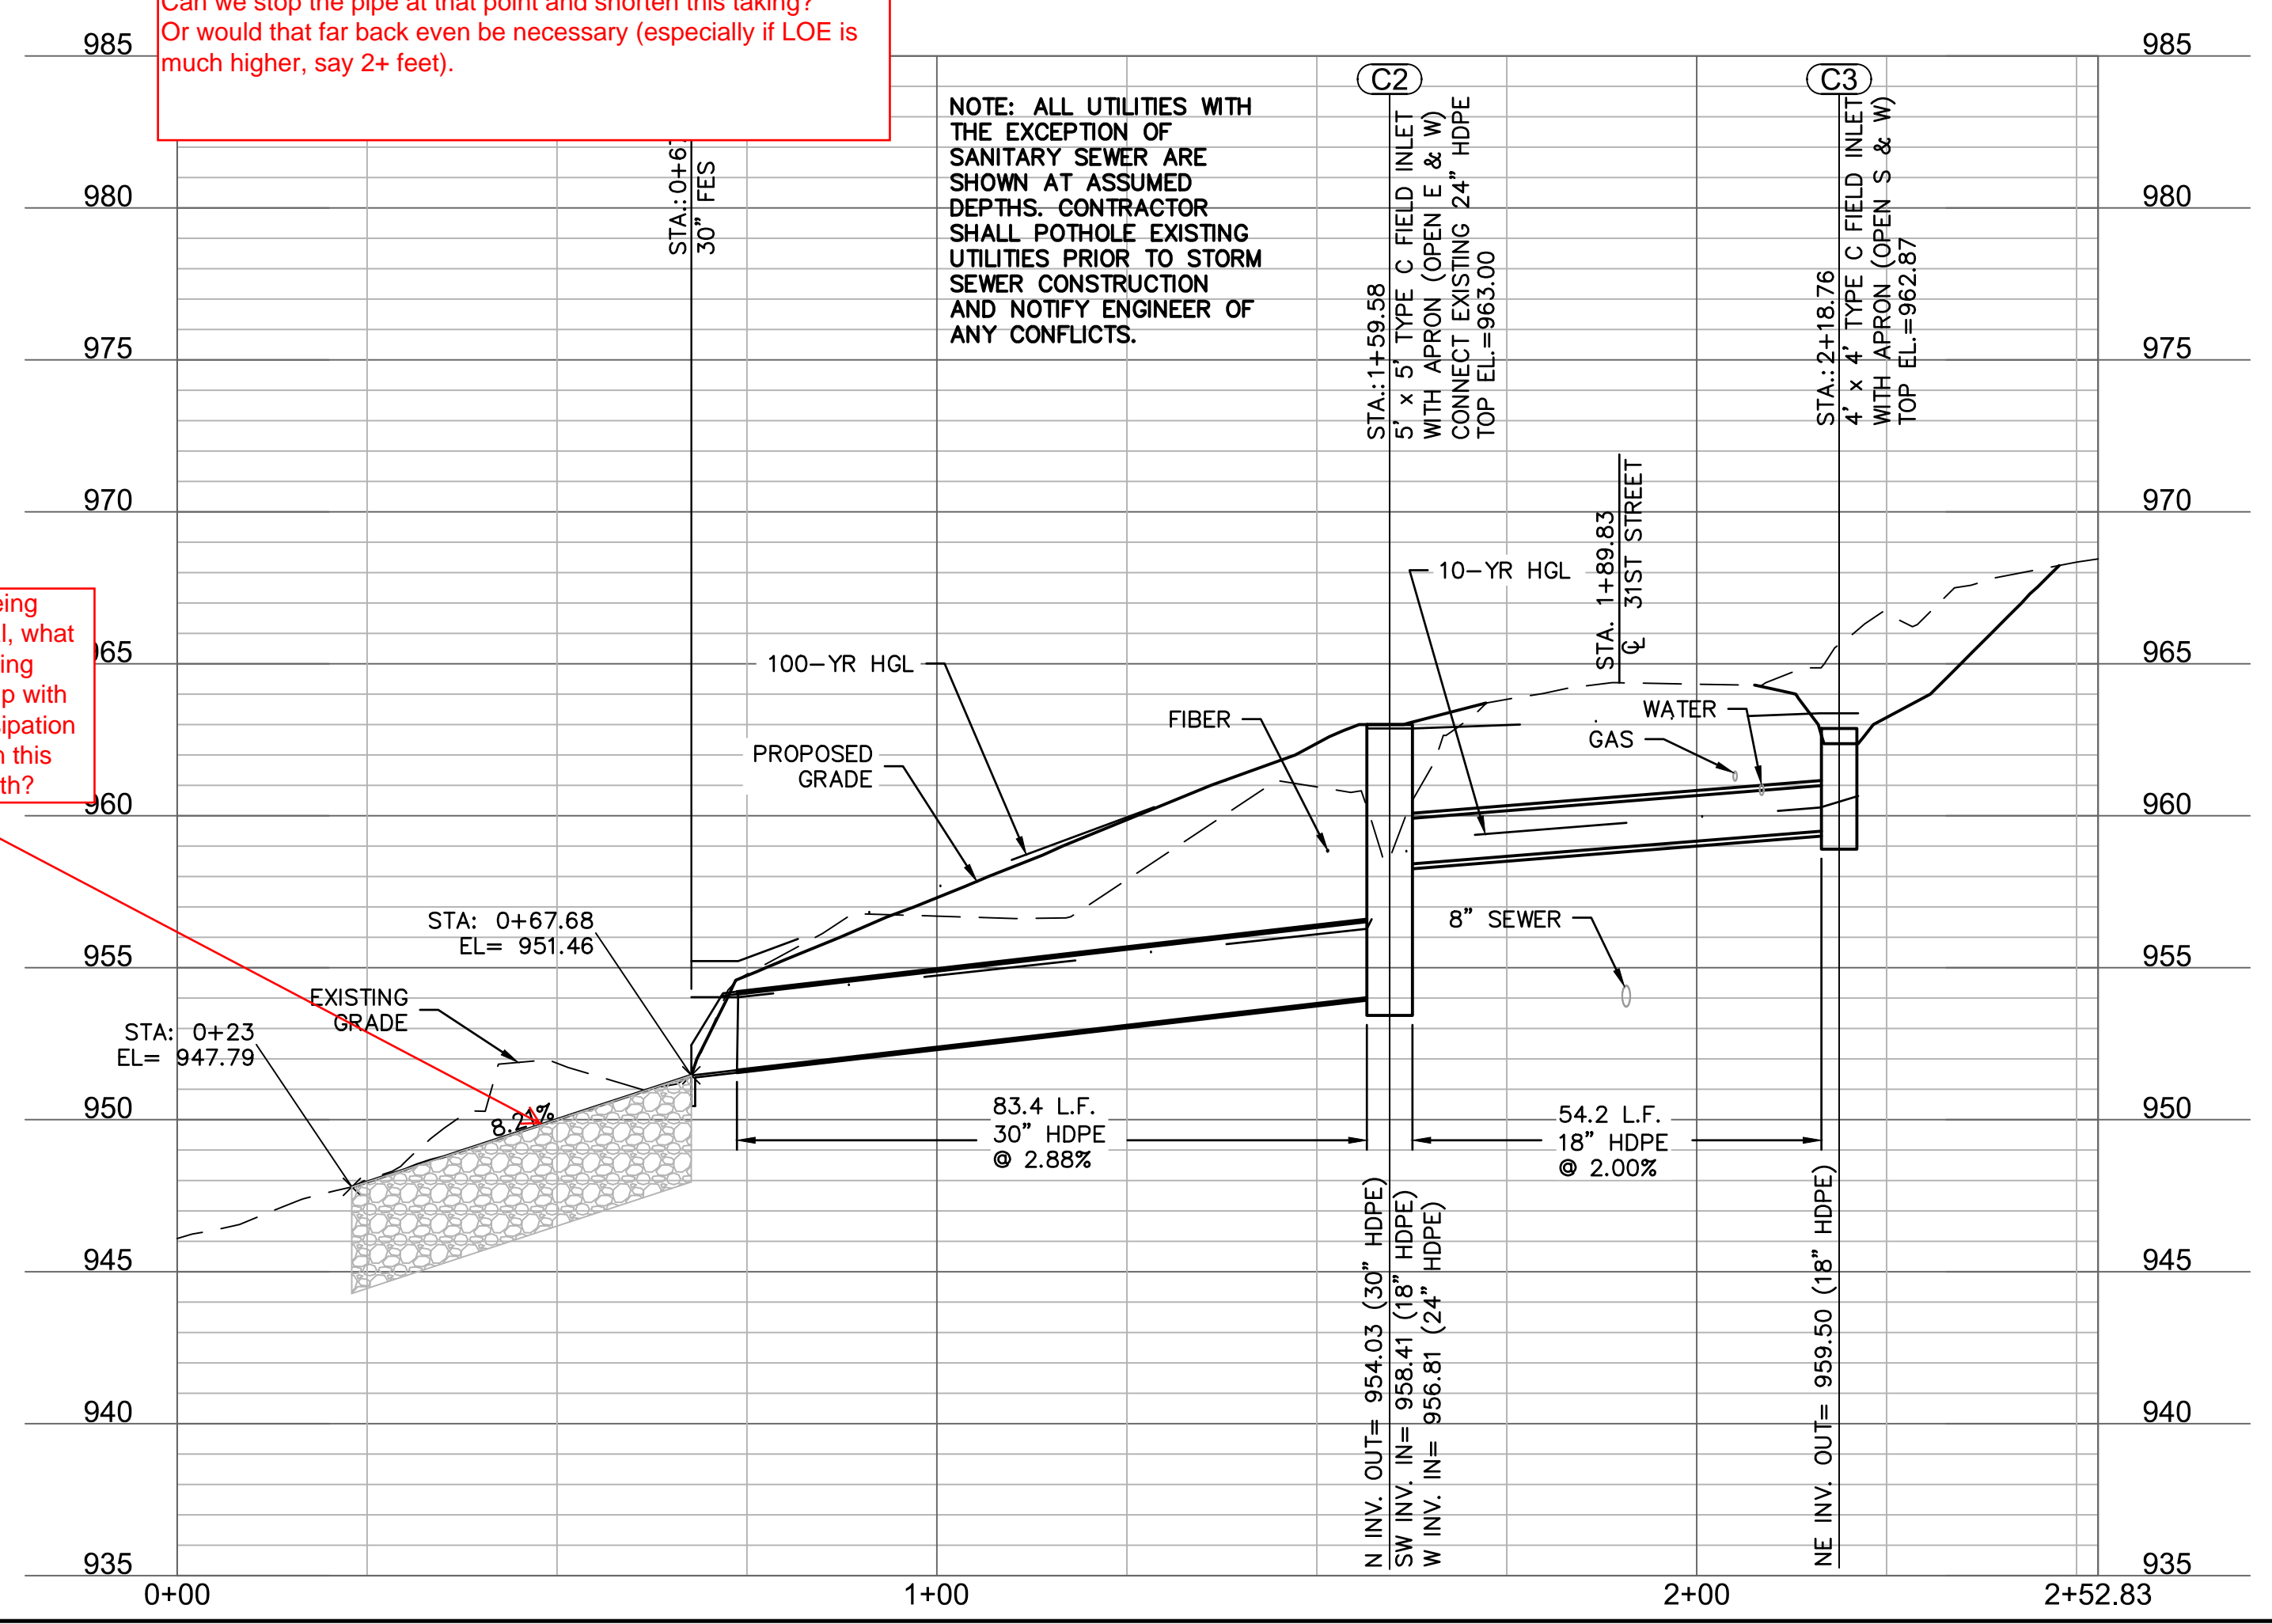 Can we stop the pipe at that point and shorten this taking?
Or would that far back even be necessary (especially if LOE is
much higher, say 2+ feet).
985
985
980
980
975
975
970
970
965
965
960
960
955
955
950
950
945
945
940
940
935
935
0+00
1+00
2+00
2+52.83
what
with
this
STA.:0+6
30" FES
NOTE: ALL UTILITIES WITH
THE EXCEPTION OF
SANITARY SEWER ARE
SHOWN AT ASSUMED
DEPTHS. CONTRACTOR
SHALL POTHOLE EXISTING
UTILITIES PRIOR TO STORM
SEWER CONSTRUCTION
AND NOTIFY ENGINEER OF
ANY CONFLICTS.
C2
STA.:1+59.58
5' x 5' TYPE C FIELD INLET
WITH APRON (OPEN E & W)
CONNECT EXISTING 24" HDPE
TOP EL.=963.00
C3
STA.:2+18.76
4' x 4' TYPE C FIELD INLET
WITH APRON (OPEN S & W)
TOP EL.=962.87
STA. 1+89.83
℄ 31ST STREET
10-YR HGL
100-YR HGL
FIBER
WATER
GAS
PROPOSED
GRADE
8" SEWER
STA: 0+67.68
EL= 951.46
EXISTING
GRADE
STA: 0+23
EL= 947.79
8.21%
83.4 L.F.
30" HDPE
@ 2.88%
54.2 L.F.
18" HDPE
@ 2.00%
N INV. OUT= 954.03 (30" HDPE)
SW INV. IN= 958.41 (18" HDPE)
W INV. IN= 956.81 (24" HDPE)
NE INV. OUT= 959.50 (18" HDPE)